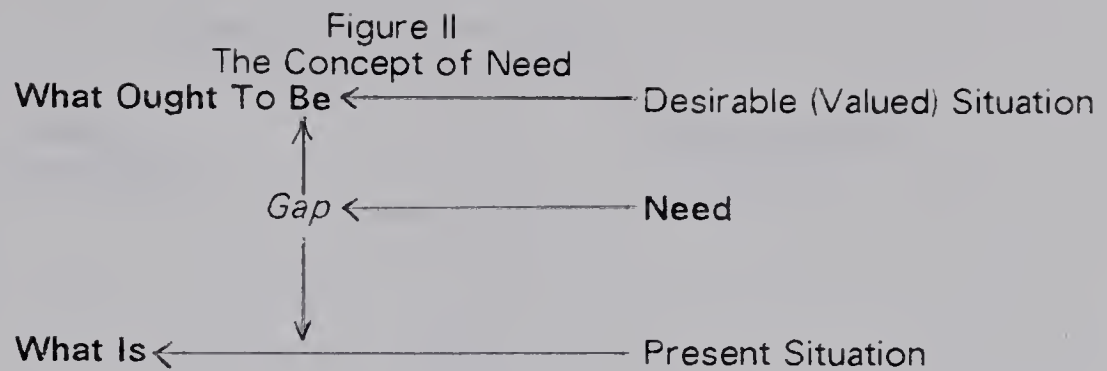 Figure II
The Concept of Need
What Ought To Be Desirable (Valued) Situation
Gap Need
What Is Present Situation